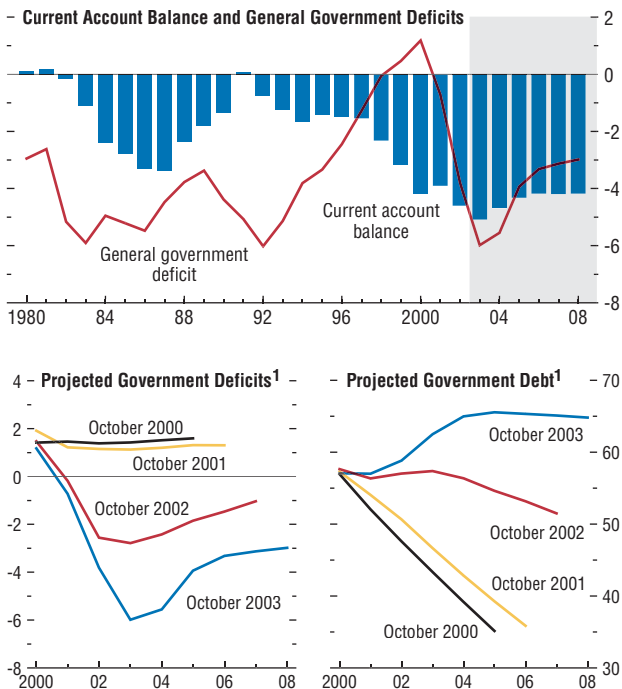 Current Account Balance and General Government Deficits
2
0
-2
-4
-6
-8
Current account
balance
General government
deficit
1980 84 88 92 96 2000 04 08
Projected Government Deficits1
4
2
0
-2
-4
-6
-8
October 2000
October 2001
October 2002
October 2003
2000 02 04 06 08
Projected Government Debt1
70
60
50
40
30
October 2003
October 2002
October 2001
October 2000
2000 02 04 06 08